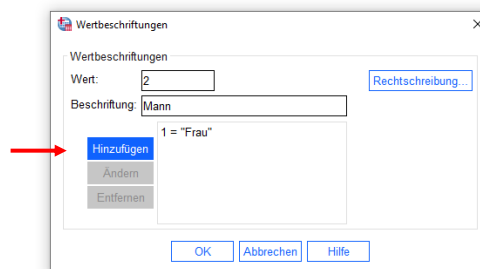 Wertbeschriftungen
Wertbeschriftungen
Wert: 2 Rechtschreibung...
Beschriftung: Mann
1 = "Frau"
Hinzufügen
Ändern
Entfernen
OK Abbrechen Hilfe